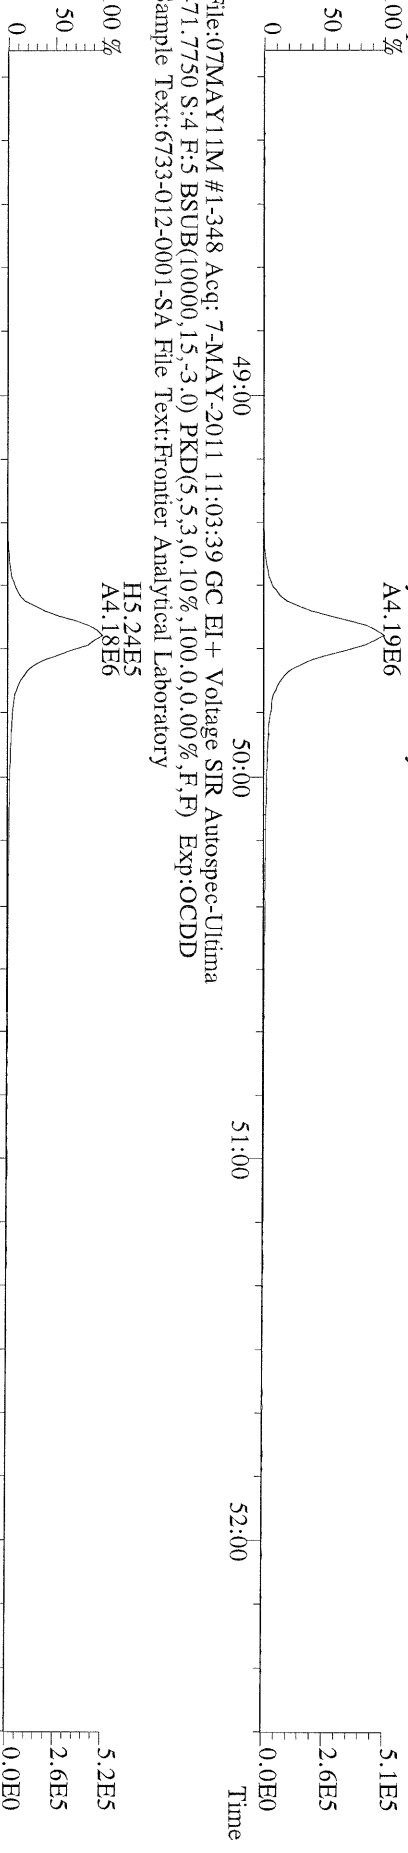 00 %
A4.19E6
5.1E5
50
2.6E5
0
0.0E0
49:00
50:00
51:00
52:00
Time
File:07MAY11M #1-348 Acq: 7-MAY-2011 11:03:39 GC EI+ Voltage SIR Autospec-Ultima
71.7750 S:4 F:5 BSUB(10000,15,-3.0) PKD(5,5,3,0.10%,100.0,0.00%,F,F) Exp:OCDD
Sample Text:6733-012-0001-SA File Text:Frontier Analytical Laboratory
00 %
H5.24E5
A4.18E6
5.2E5
50
2.6E5
0
0.0E0